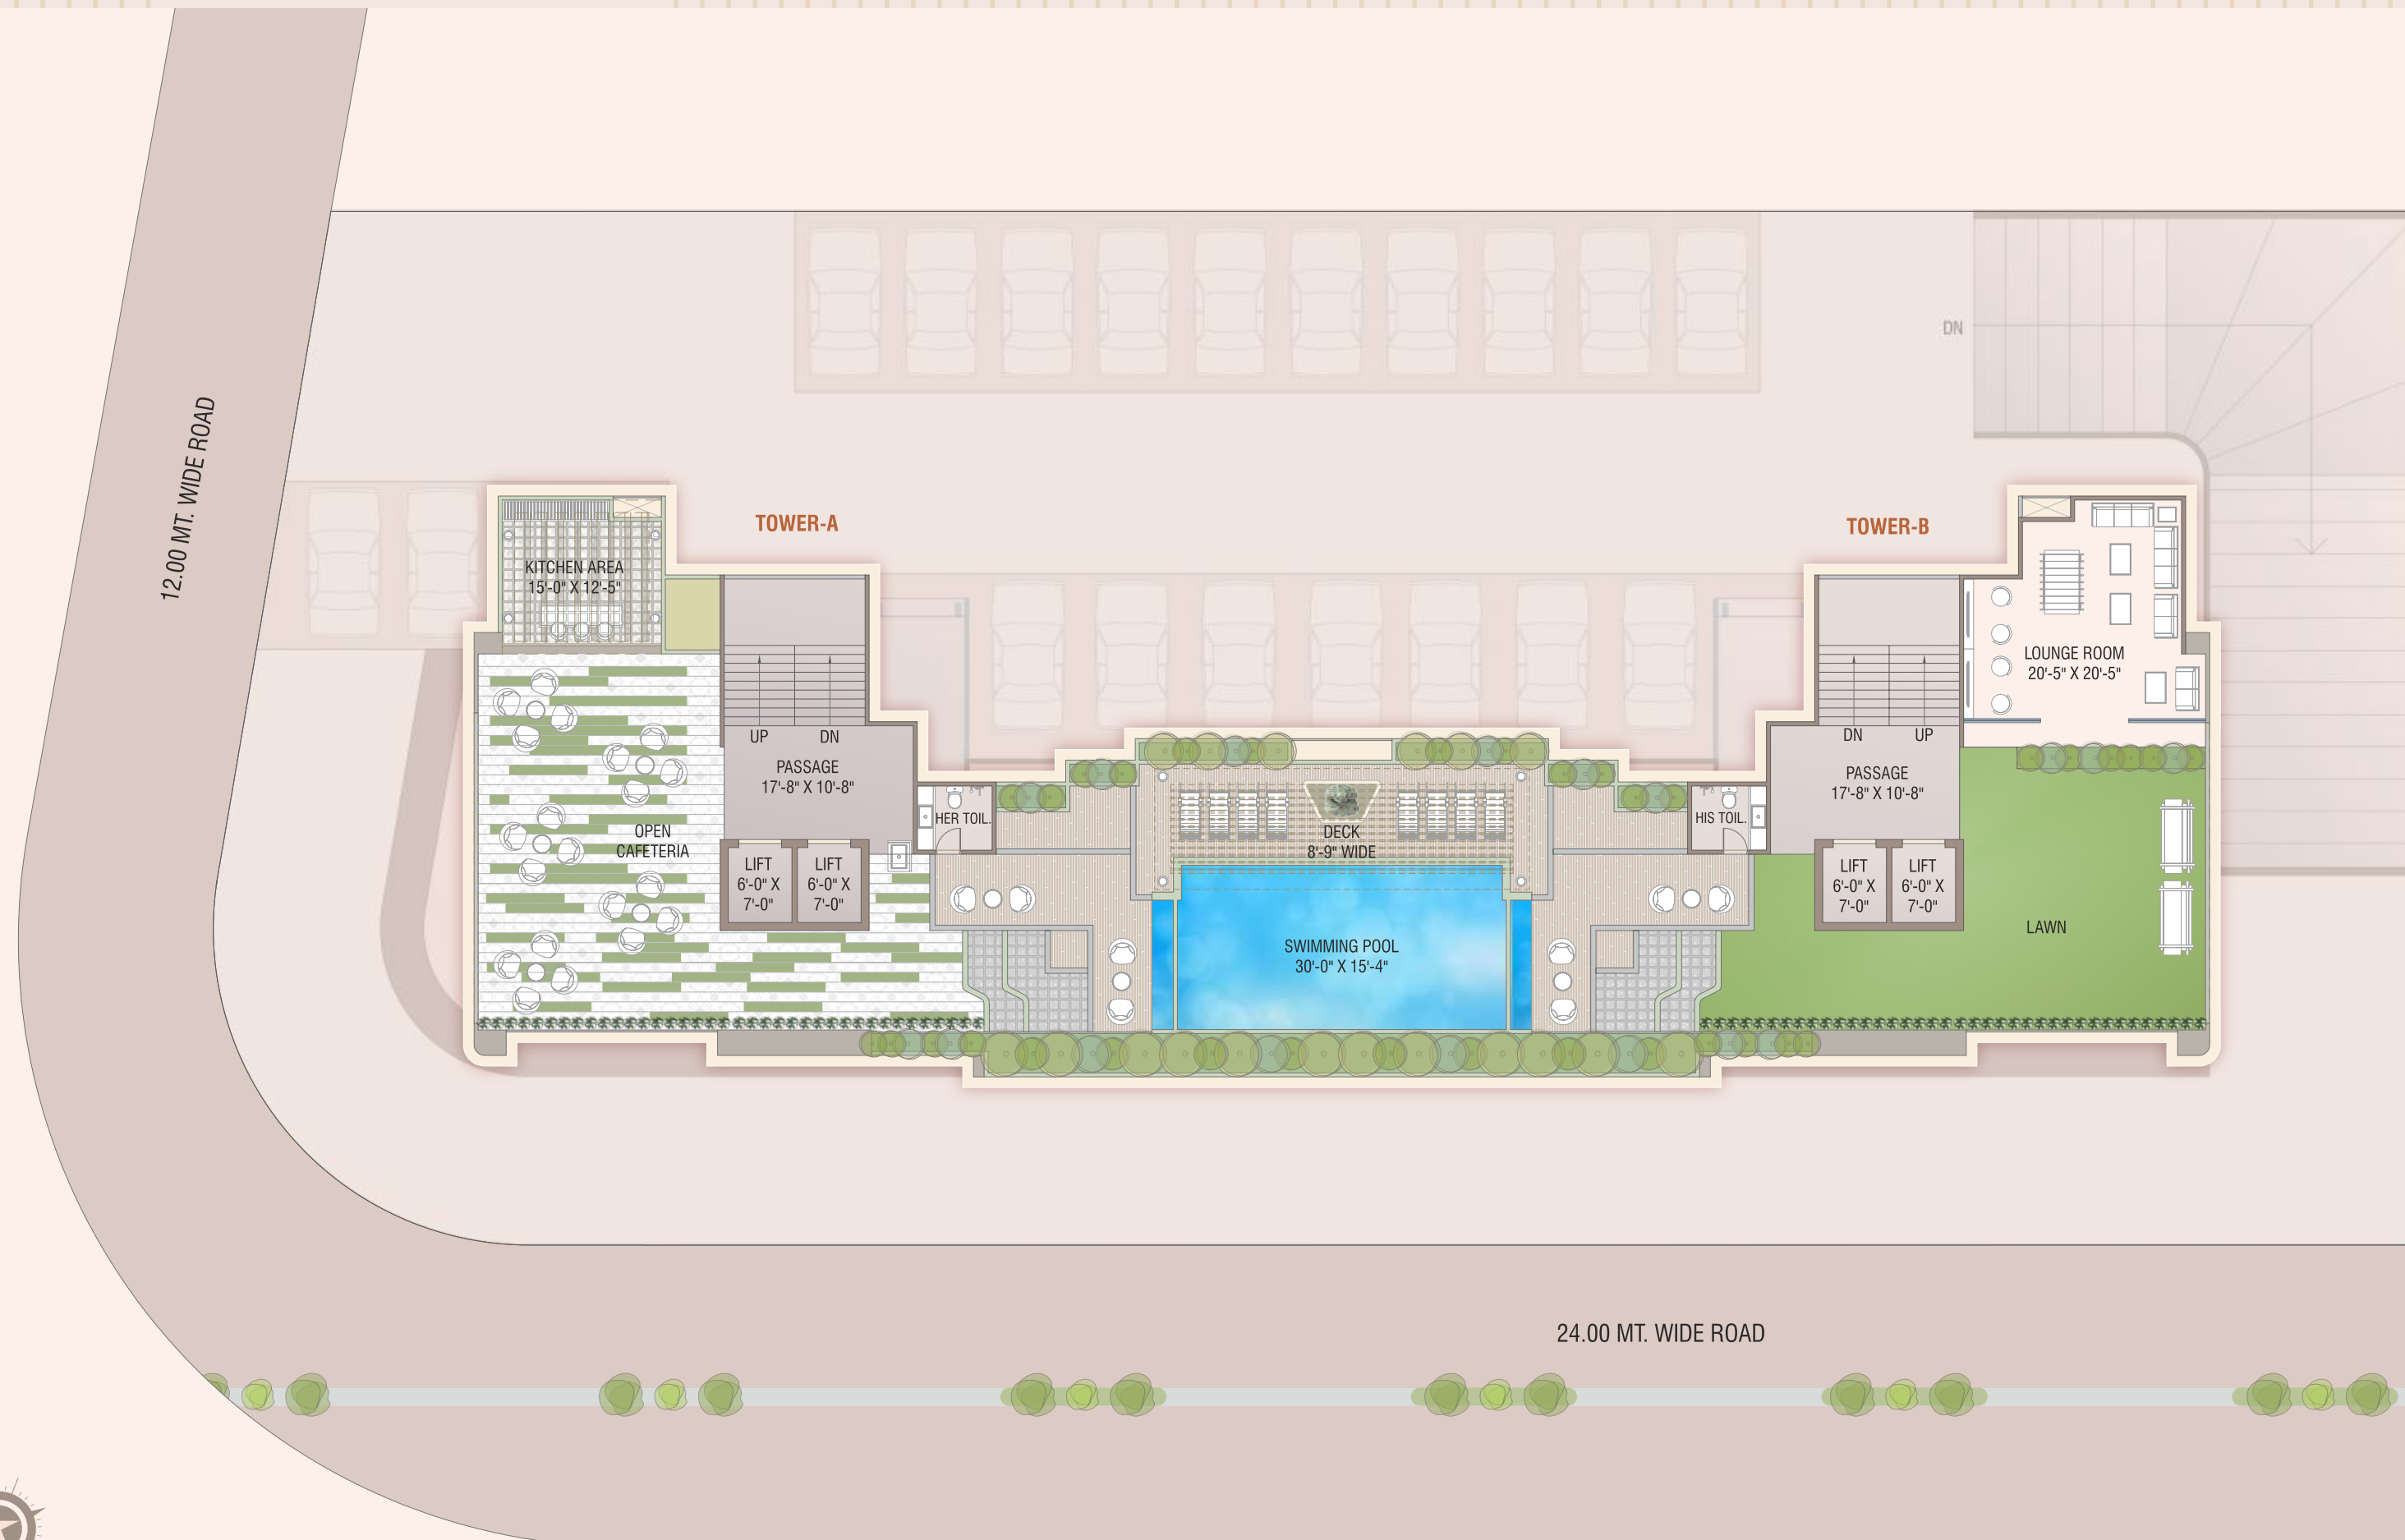 DN
12.00 MT. WIDE ROAD
TOWER-A
TOWER-B
KITCHEN AREA
15'-0" X 12'-5"
LOUNGE ROOM
20'-5" X 20'-5"
UP
DN
PASSAGE
17'-8" X 10'-8"
DN
UP
PASSAGE
17'-8" X 10'-8"
OPEN
CAFETERIA
HER TOIL.
DECK
8'-9" WIDE
HIS TOIL.
LIFT
6'-0" X
7'-0"
LIFT
6'-0" X
7'-0"
LIFT
6'-0" X
7'-0"
LIFT
6'-0" X
7'-0"
SWIMMING POOL
30'-0" X 15'-4"
LAWN
24.00 MT. WIDE ROAD